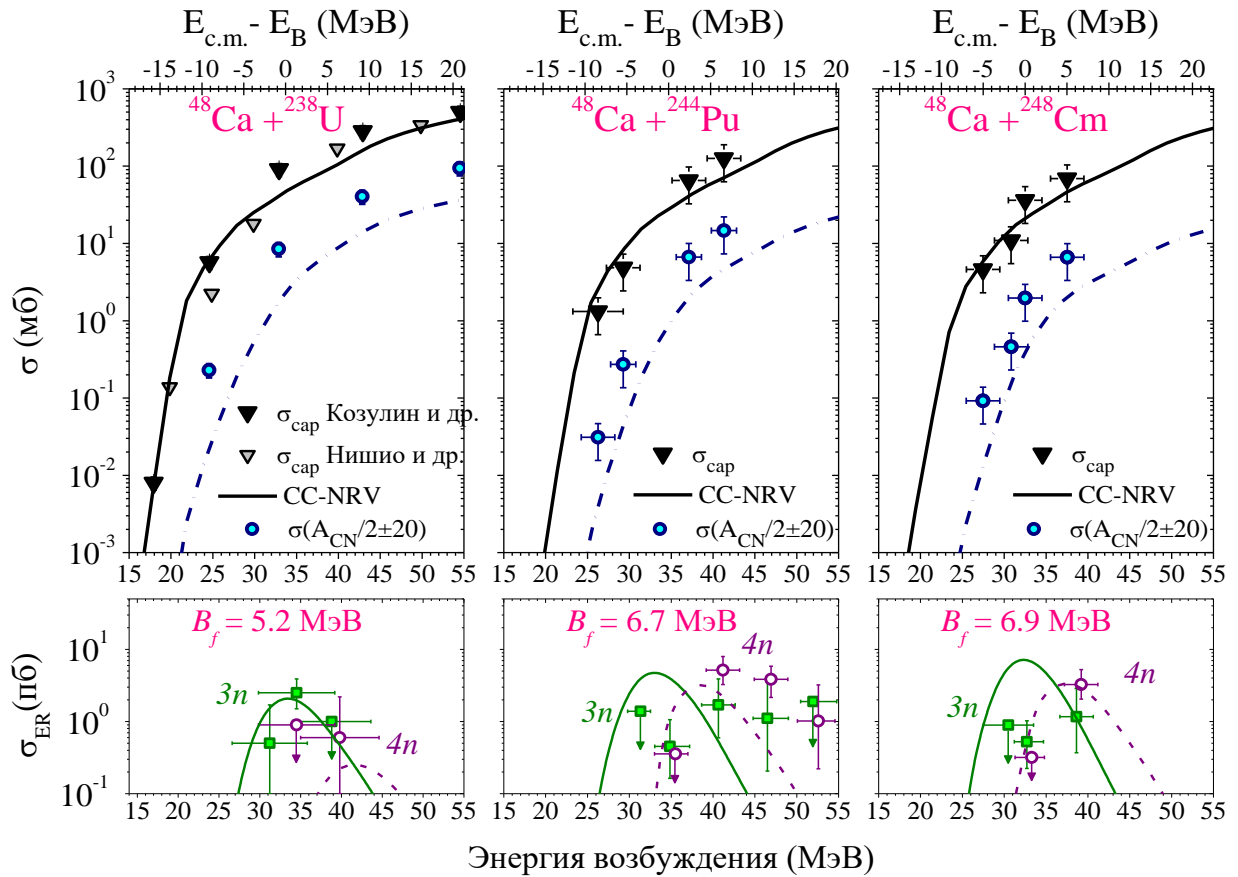 E_c.m. - E_B (МэВ) E_c.m. - E_B (МэВ) E_c.m. - E_B (МэВ)
-15 -10 -5 0 5 10 15 20 -15 -10 -5 0 5 10 15 20 -15 -10 -5 0 5 10 15 20
10^3
^48Ca + ^238U ^48Ca + ^244Pu ^48Ca + ^248Cm
10^2
10^1
10^0
10^-1
10^-2
10^-3
σ (мб)
σ_cap Козулин и др.
σ_cap Нишио и др.
CC-NRV
σ(A_CN/2±20)
σ_cap
CC-NRV
σ(A_CN/2±20)
σ_cap
CC-NRV
σ(A_CN/2±20)
15 20 25 30 35 40 45 50 55 15 20 25 30 35 40 45 50 55 15 20 25 30 35 40 45 50 55
B_f = 5.2 МэВ B_f = 6.7 МэВ B_f = 6.9 МэВ
10^1
10^0
10^-1
σ_ER (пб)
3n 4n
3n 4n
3n 4n
15 20 25 30 35 40 45 50 55 15 20 25 30 35 40 45 50 55 15 20 25 30 35 40 45 50 55
Энергия возбуждения (МэВ)